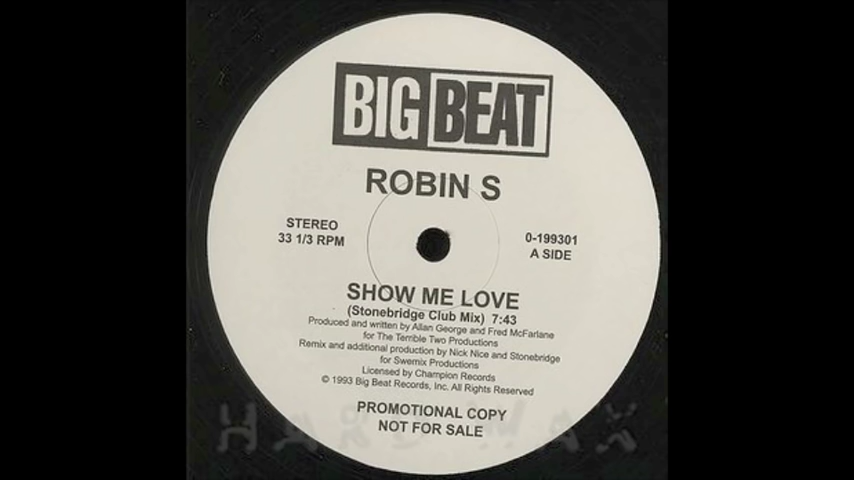 BIG BEAT
ROBIN S
STEREO
33 1/3 RPM
0-199301
A SIDE
SHOW ME LOVE
(Stonebridge Club Mix) 7:43
Produced and written by Allan George and Fred McFarlane
for The Terrible Two Productions
Remix and additional production by Nick Nice and Stonebridge
for Swemix Productions
Licensed by Champion Records
© 1993 Big Beat Records, Inc. All Rights Reserved
PROMOTIONAL COPY
NOT FOR SALE
HARD WAX